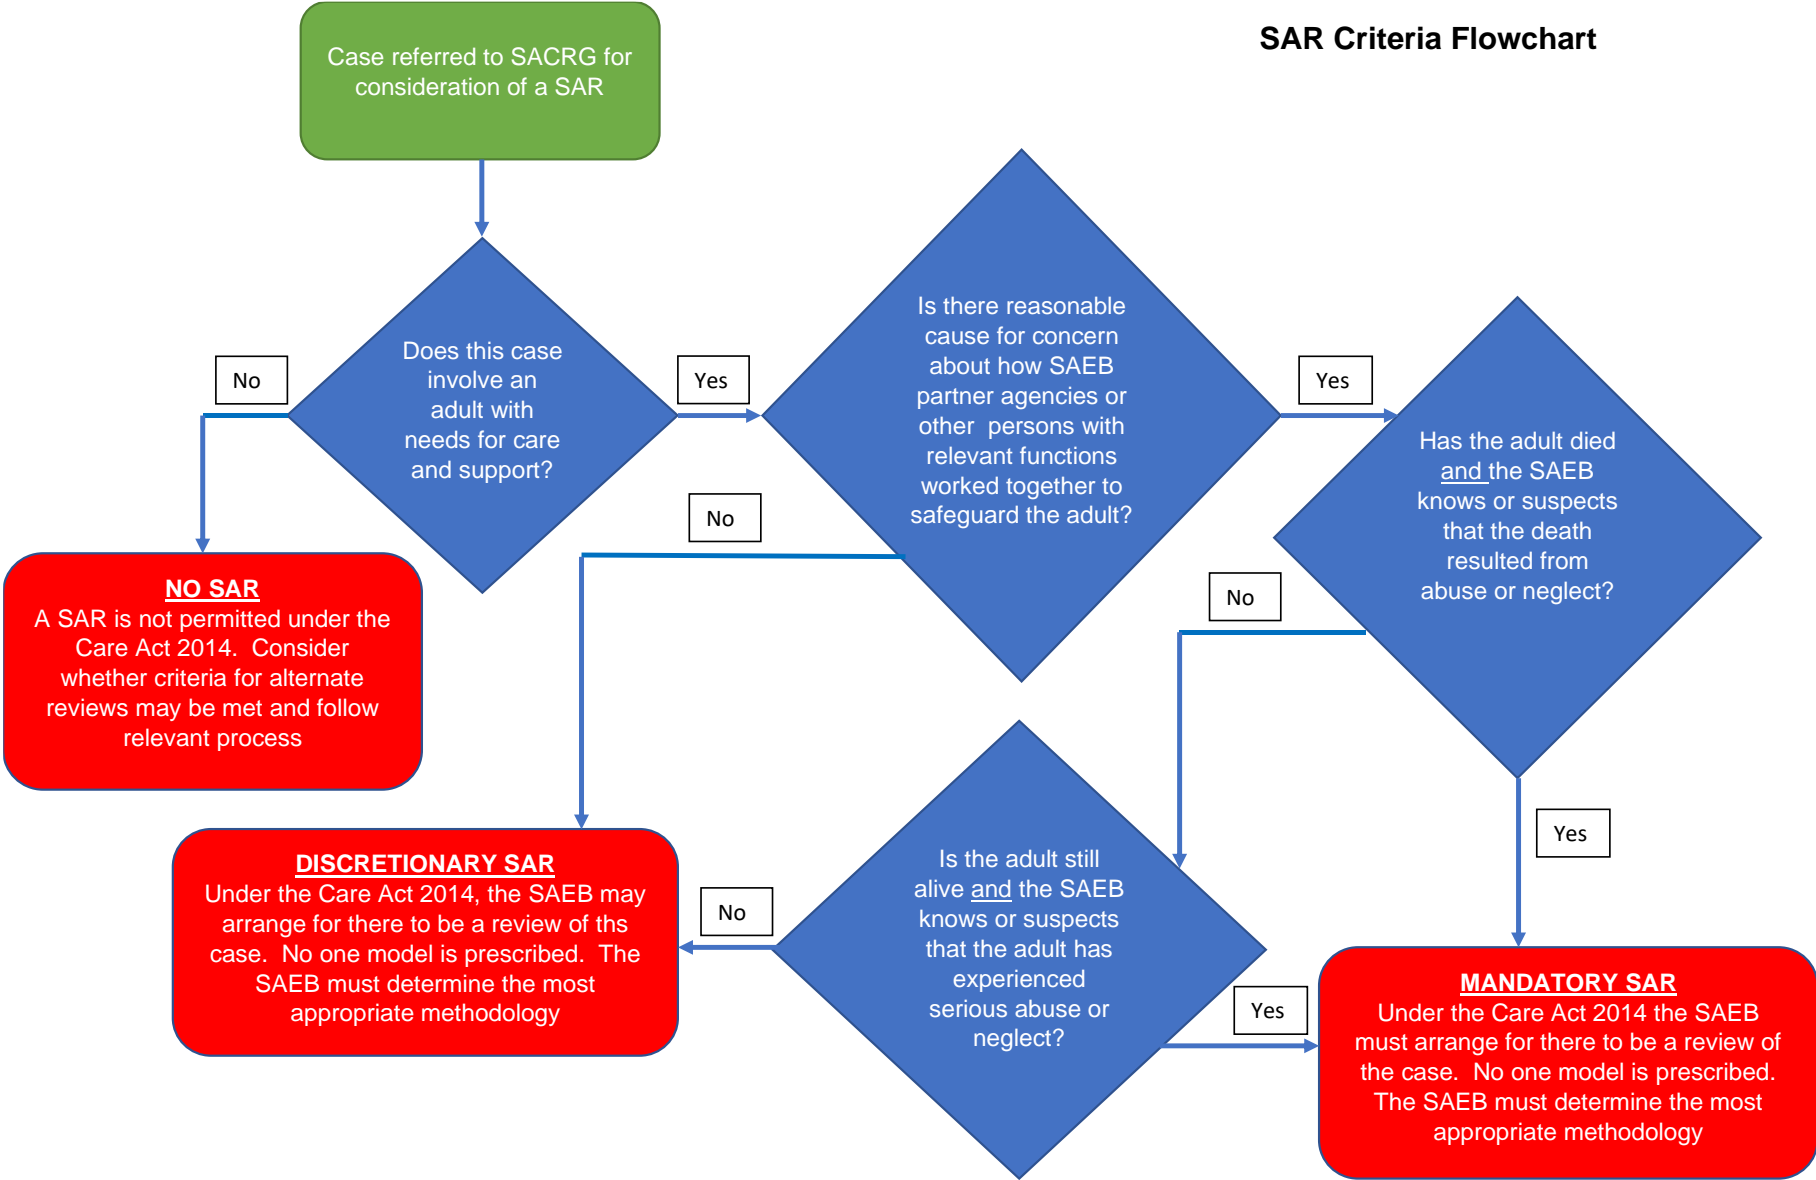 SAR Criteria Flowchart
Case referred to SACRG for
consideration of a SAR
Does this case
involve an
adult with
needs for care
and support?
No
Yes
Is there reasonable
cause for concern
about how SAEB
partner agencies or
other persons with
relevant functions
worked together to
safeguard the adult?
No
Yes
Has the adult died
and the SAEB
knows or suspects
that the death
resulted from
abuse or neglect?
No
Yes
NO SAR
A SAR is not permitted under the
Care Act 2014. Consider
whether criteria for alternate
reviews may be met and follow
relevant process
DISCRETIONARY SAR
Under the Care Act 2014, the SAEB may
arrange for there to be a review of ths
case. No one model is prescribed. The
SAEB must determine the most
appropriate methodology
No
Is the adult still
alive and the SAEB
knows or suspects
that the adult has
experienced
serious abuse or
neglect?
Yes
MANDATORY SAR
Under the Care Act 2014 the SAEB
must arrange for there to be a review of
the case. No one model is prescribed.
The SAEB must determine the most
appropriate methodology